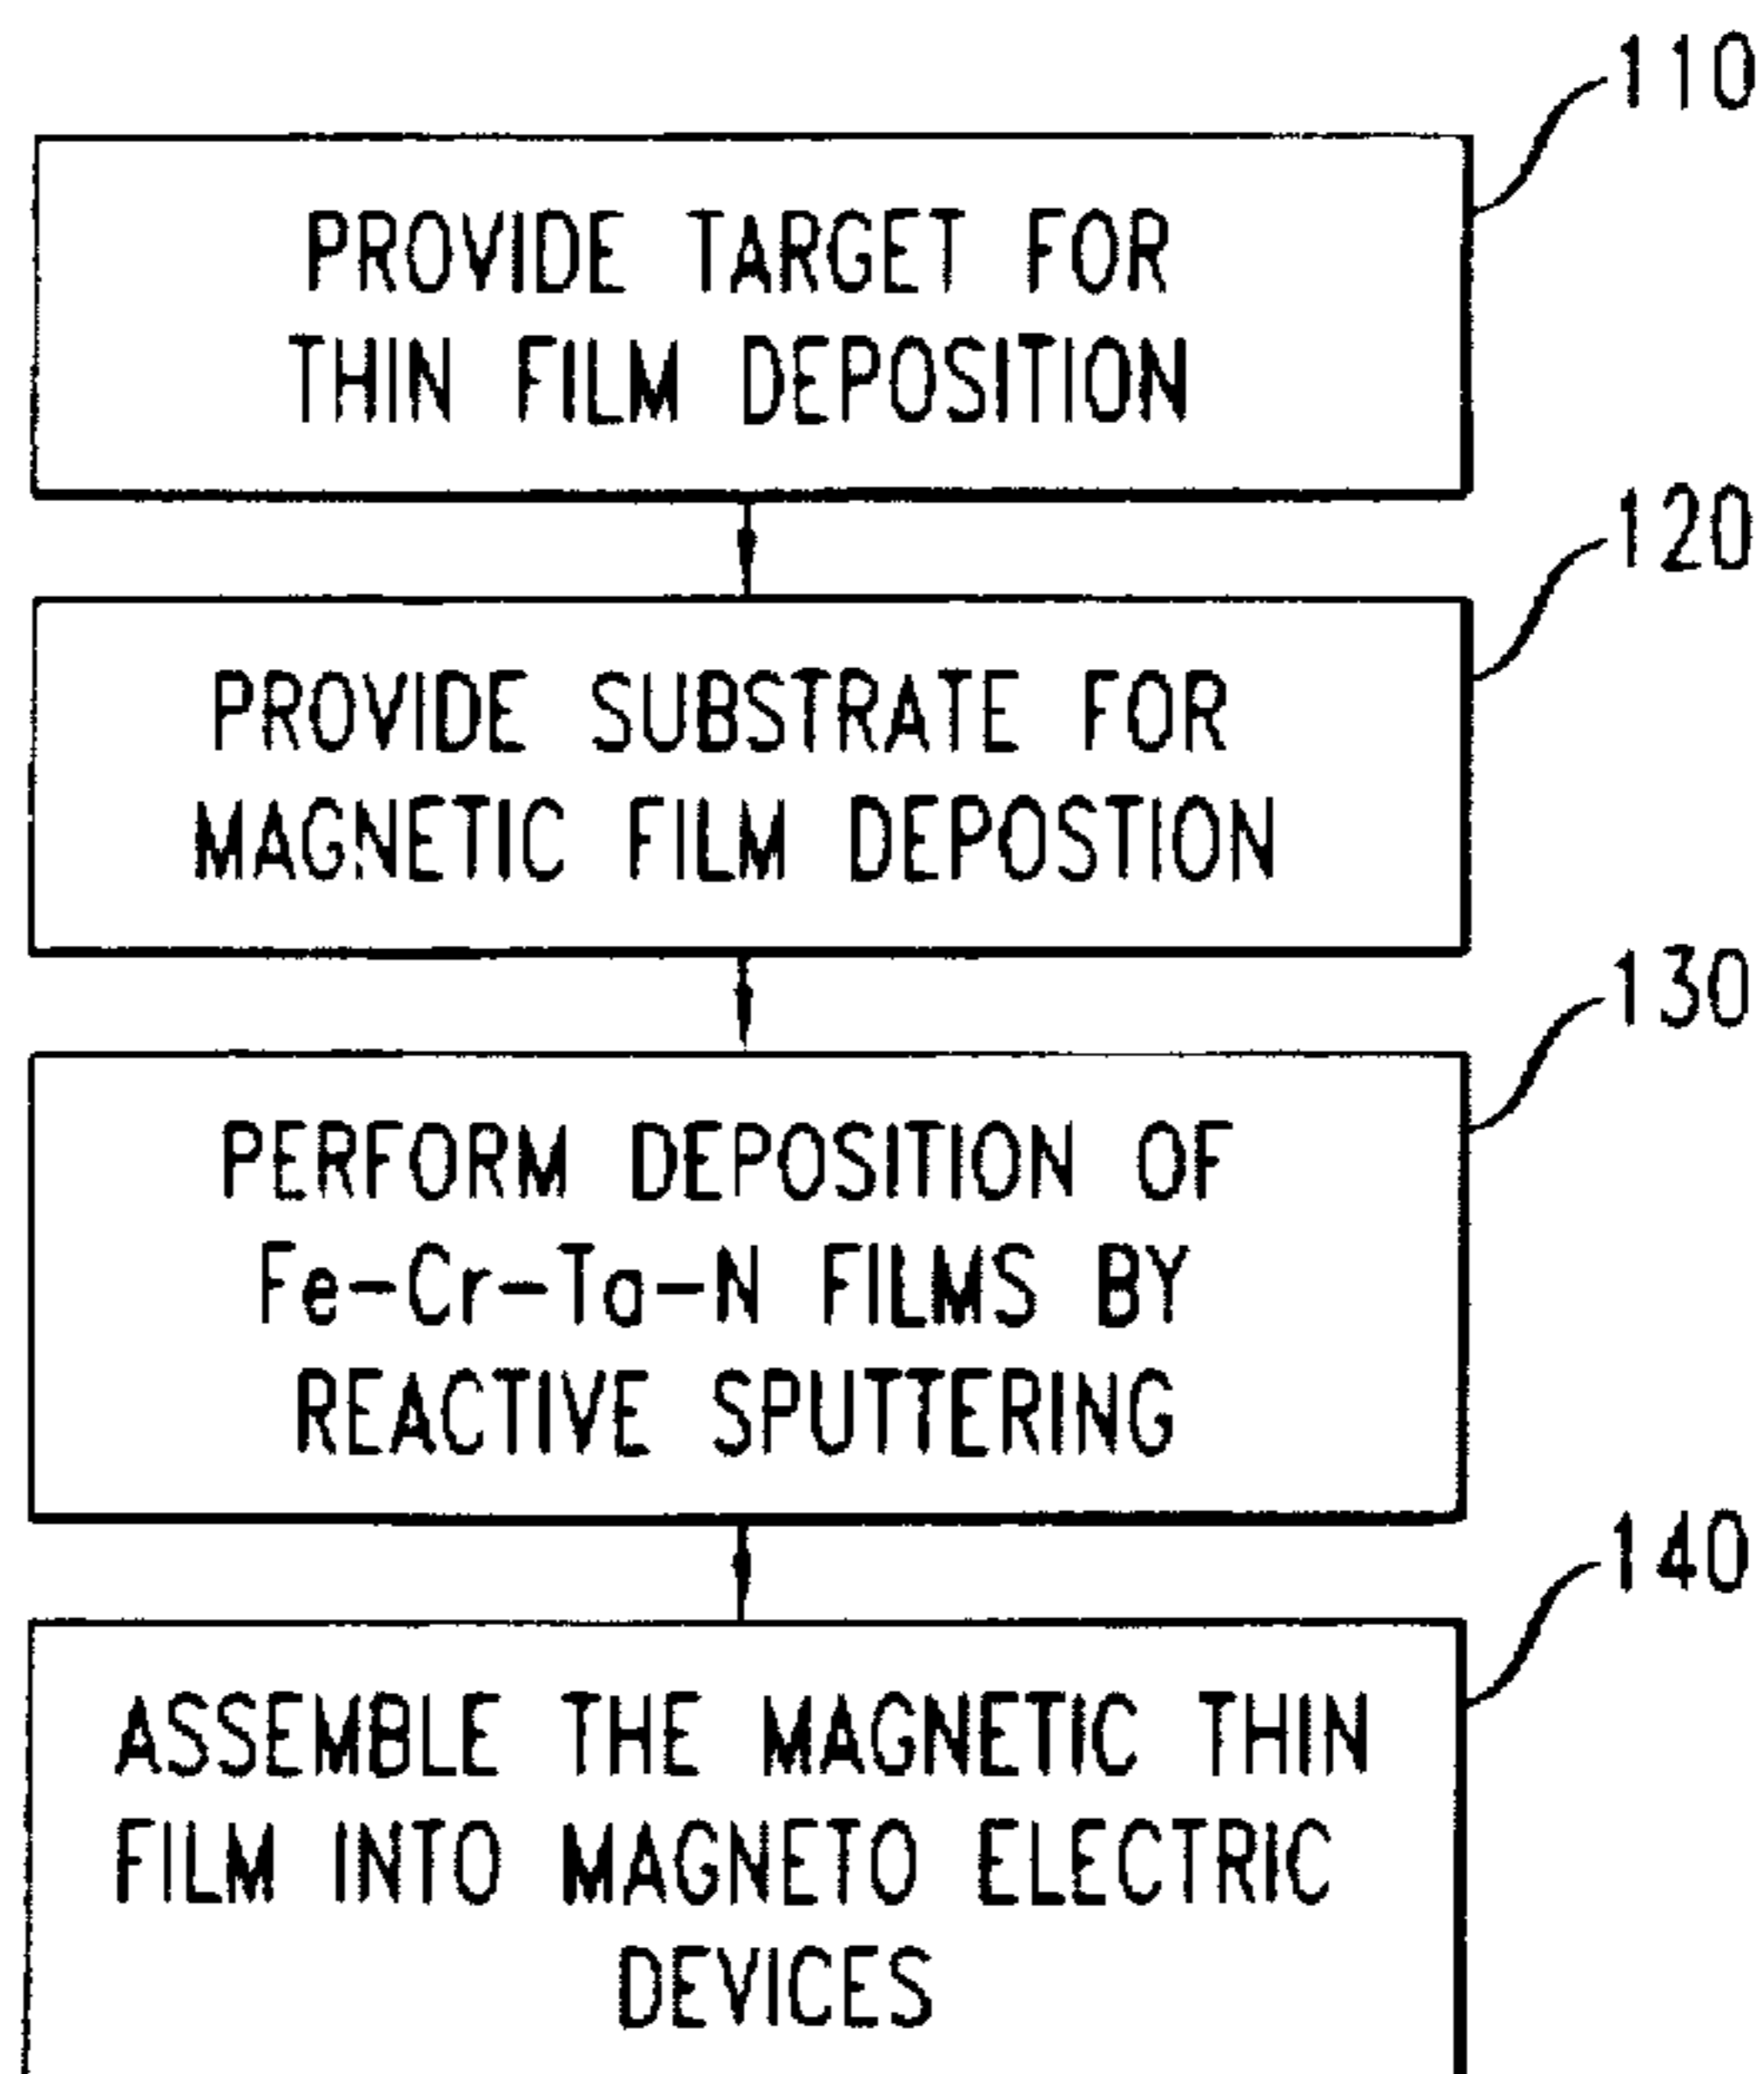 110
PROVIDE TARGET FOR
THIN FILM DEPOSITION
120
PROVIDE SUBSTRATE FOR
MAGNETIC FILM DEPOSTION
130
PERFORM DEPOSITION OF
Fe-Cr-Ta-N FILMS BY
REACTIVE SPUTTERING
140
ASSEMBLE THE MAGNETIC THIN
FILM INTO MAGNETO ELECTRIC
DEVICES